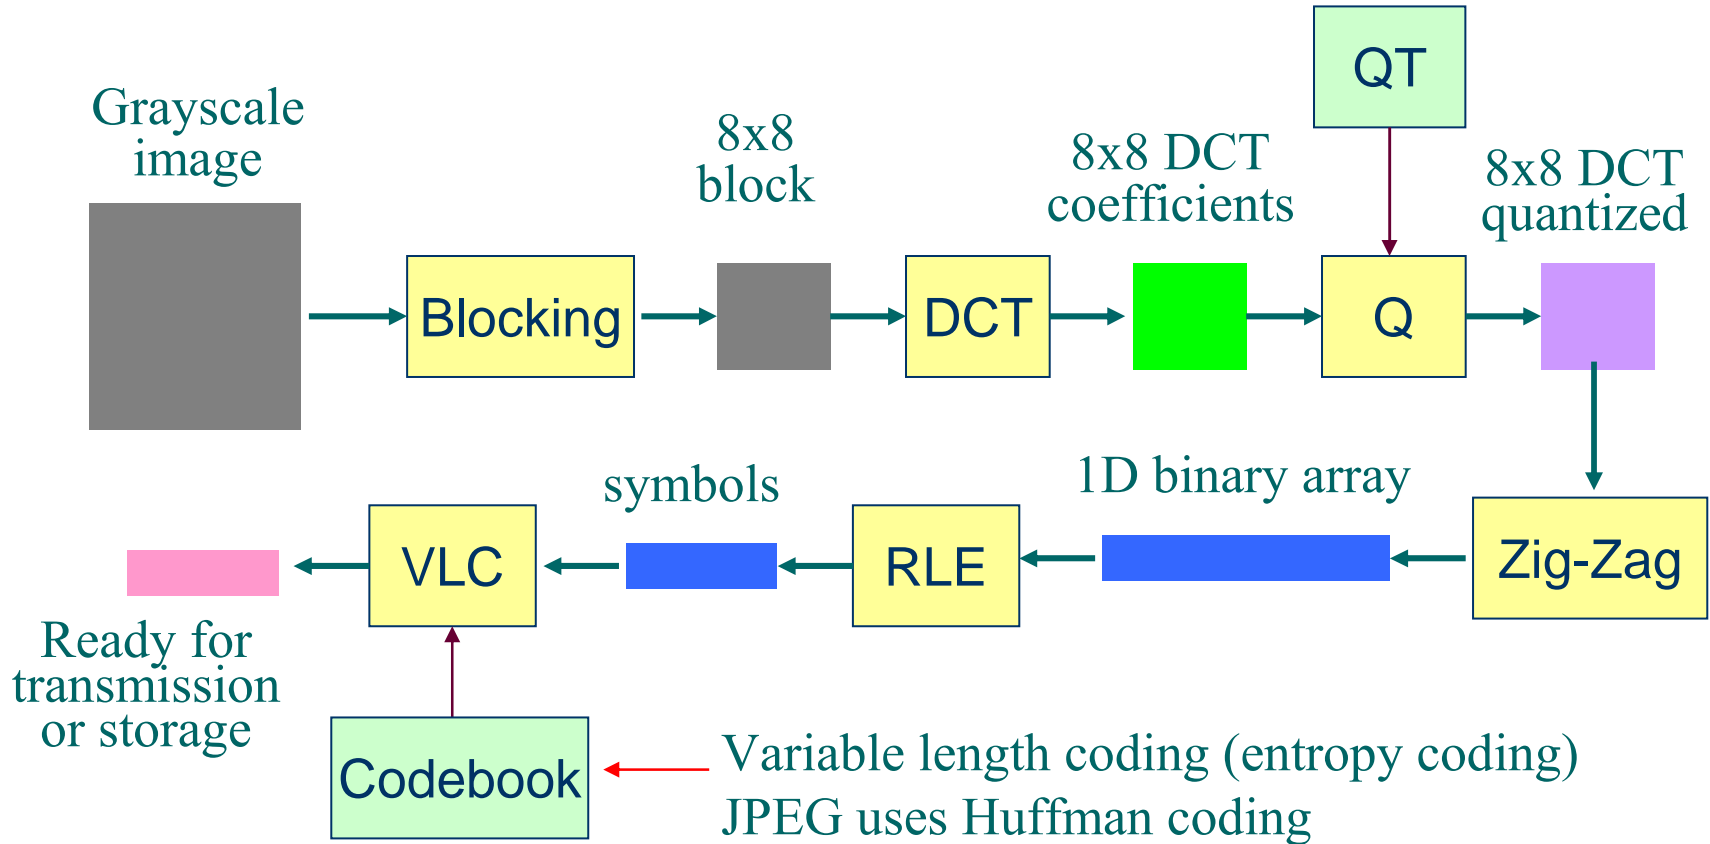 QT
Grayscale
image
8x8
block
8x8 DCT
coefficients
8x8 DCT
quantized
Blocking
DCT
Q
symbols
1D binary array
VLC
RLE
Zig-Zag
Ready for
transmission
or storage
Codebook
Variable length coding (entropy coding)
JPEG uses Huffman coding